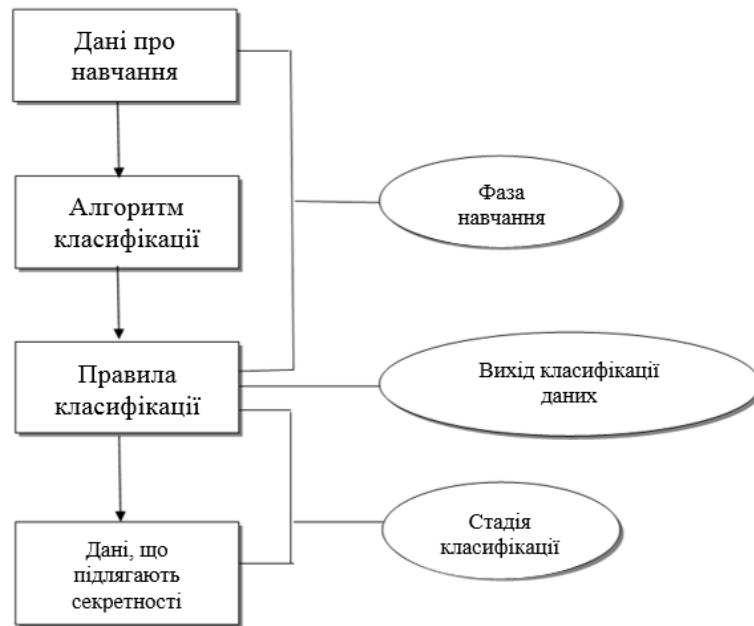 Дані про
навчання
Алгоритм
класифікації
Фаза
навчання
Правила
класифікації
Вихід класифікації
даних
Дані, що
підлягають
секретності
Стадія
класифікації